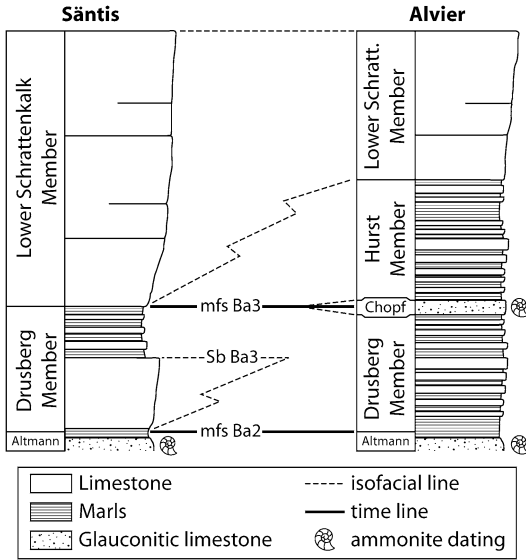 Säntis
Alvier
Lower Schrattenkalk
Member
Drusberg
Member
Altmann
mfs Ba3
Sb Ba3
mfs Ba2
Lower Schratt.
Member
Hurst
Member
Chopf
Drusberg
Member
Altmann
Limestone
Marls
Glauconitic limestone
isofacial line
time line
ammonite dating